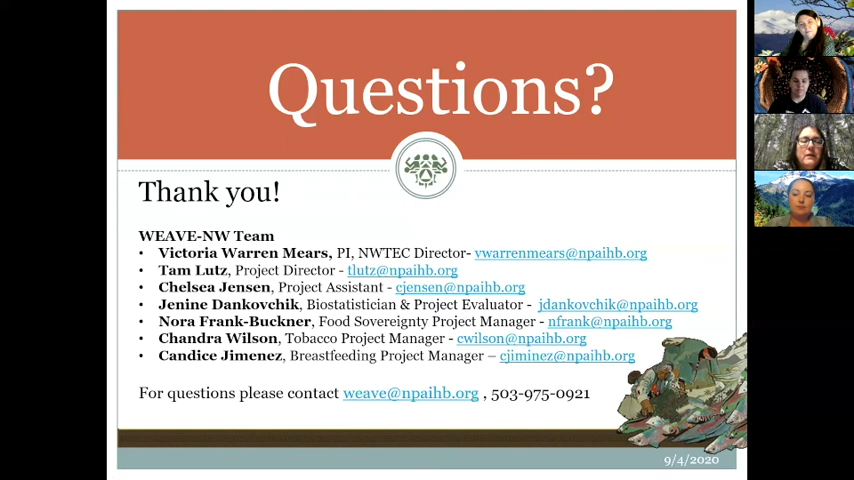 Questions?
Thank you!
WEAVE-NW Team
• Victoria Warren Mears, PI, NWTEC Director- vwarrenmears@npaihb.org
• Tam Lutz, Project Director - tlutz@npaihb.org
• Chelsea Jensen, Project Assistant - cjensen@npaihb.org
• Jenine Dankovchik, Biostatistician & Project Evaluator - jdankovchik@npaihb.org
• Nora Frank-Buckner, Food Sovereignty Project Manager - nfrank@npaihb.org
• Chandra Wilson, Tobacco Project Manager - cwilson@npaihb.org
• Candice Jimenez, Breastfeeding Project Manager – cjiminez@npaihb.org
For questions please contact weave@npaihb.org , 503-975-0921
9/4/2020